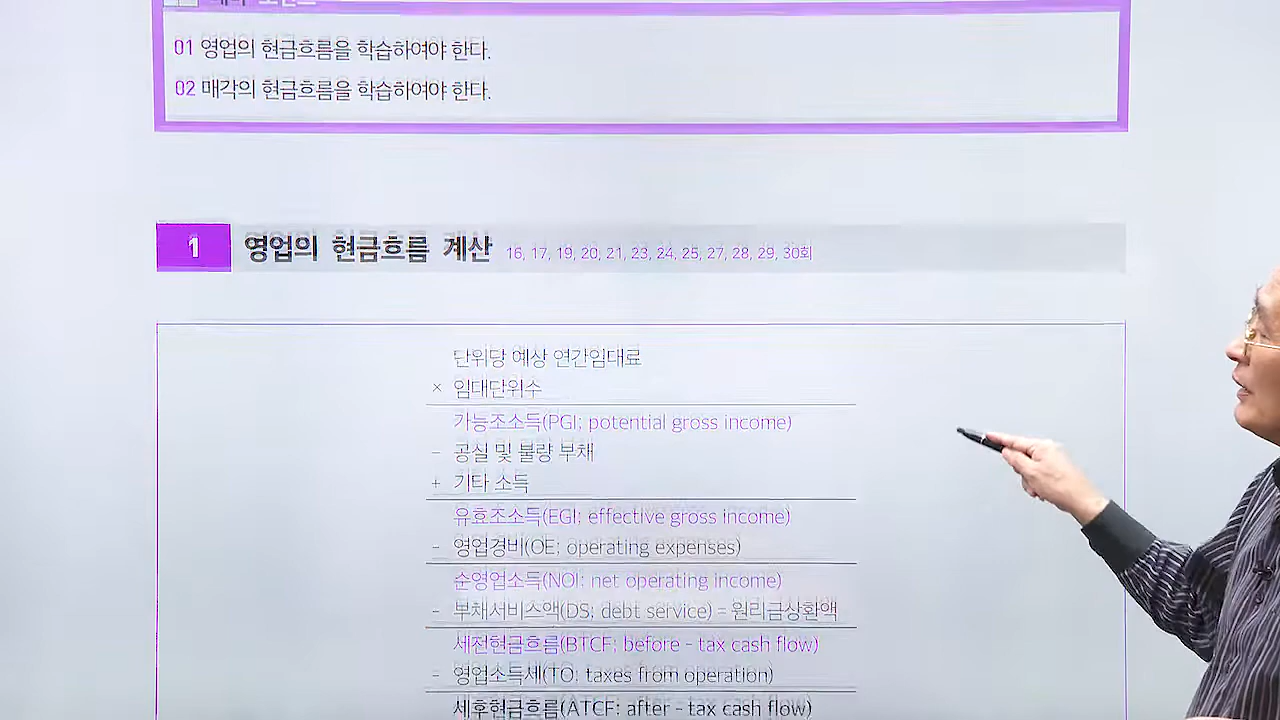 01 영업의 현금흐름을 학습하여야 한다.
02 매각의 현금흐름을 학습하여야 한다.
1 영업의 현금흐름 계산 16, 17, 19, 20, 21, 23, 24, 25, 27, 28, 29, 30회
단위당 예상 연간임대료
× 임대단위수
가능조소득(PGI; potential gross income)
- 공실 및 불량 부채
+ 기타 소득
유효조소득(EGI; effective gross income)
- 영업경비(OE; operating expenses)
순영업소득(NOI: net operating income)
- 부채서비스액(DS; debt service) = 원리금상환액
세전현금흐름(BTCF; before - tax cash flow)
- 영업소득세(TO; taxes from operation)
세후현금흐름(ATCF: after - tax cash flow)